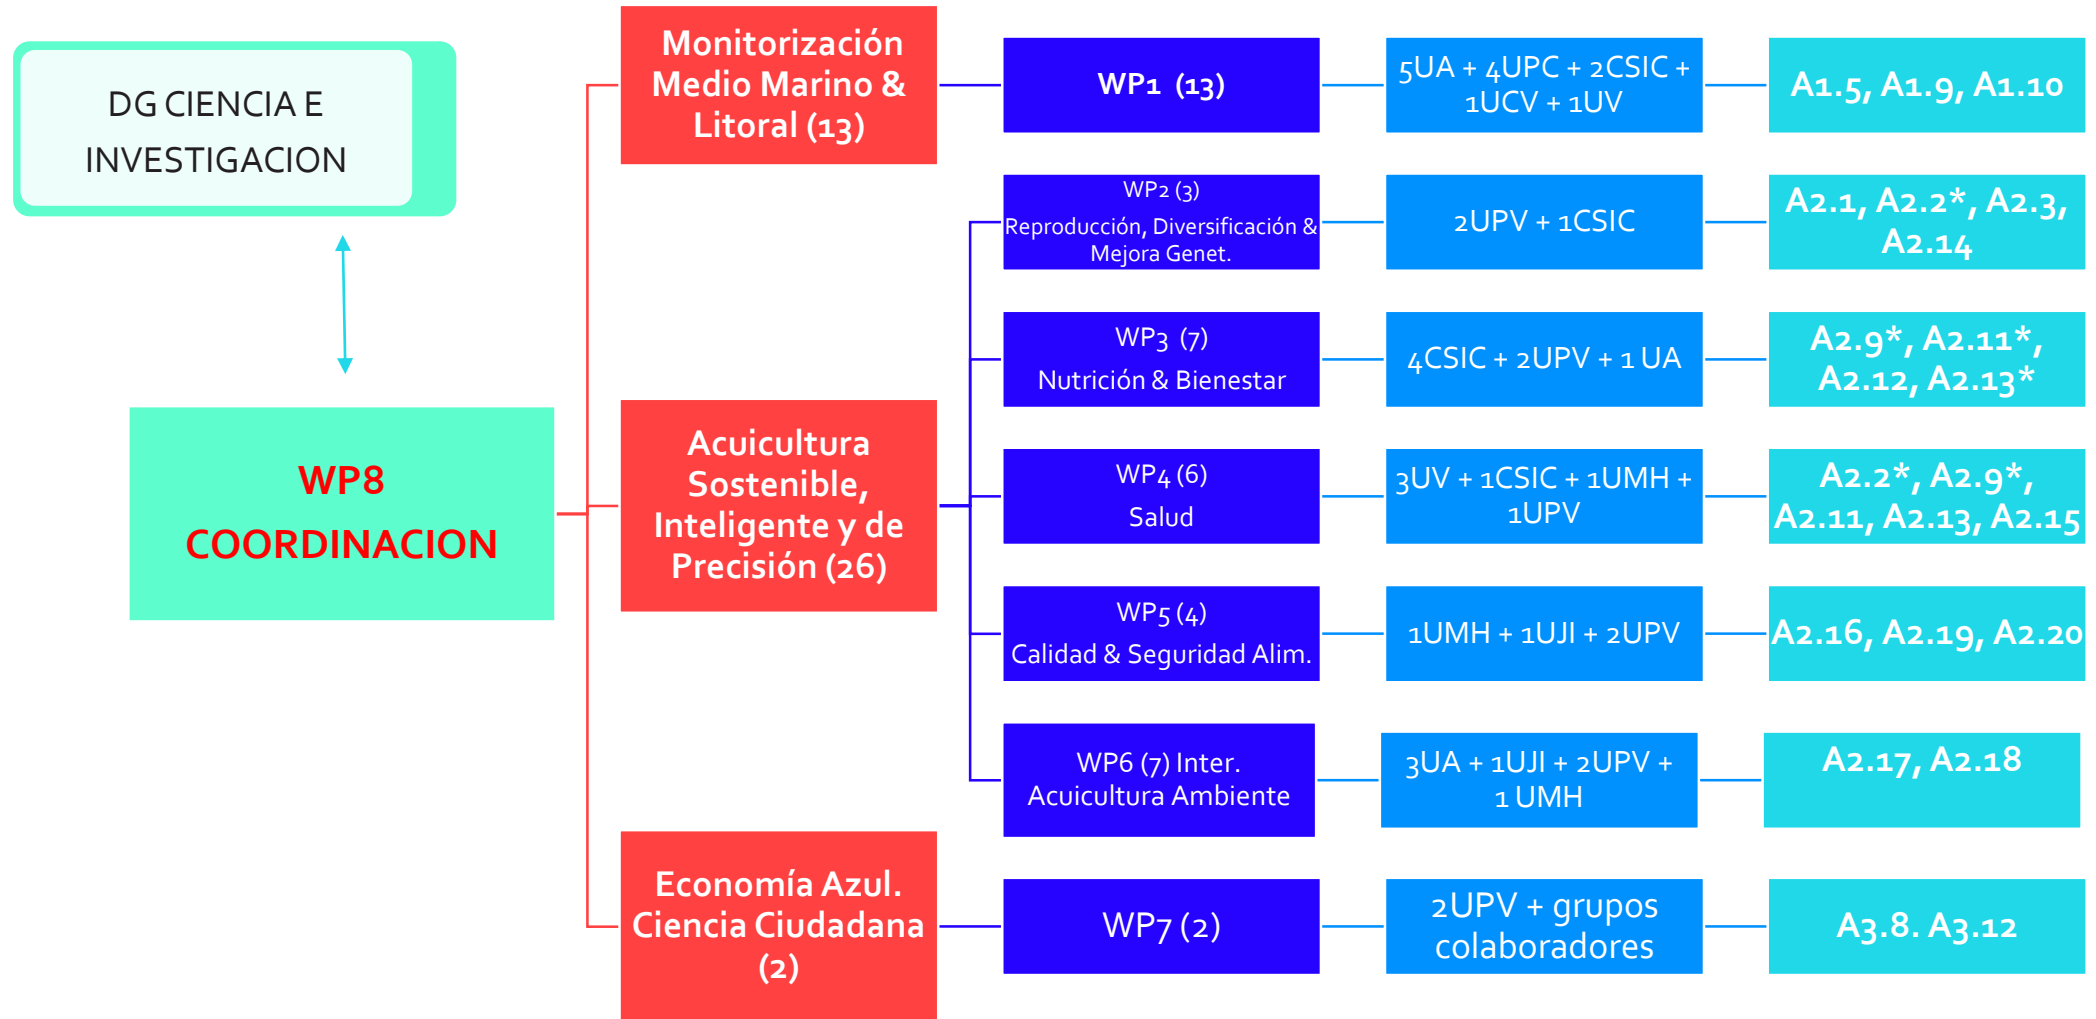 DG CIENCIA E
INVESTIGACION
WP8
COORDINACION
Monitorización
Medio Marino &
Litoral (13)
WP1 (13)
5UA + 4UPC + 2CSIC +
1UCV + 1UV
A1.5, A1.9, A1.10
Acuicultura
Sostenible,
Inteligente y de
Precisión (26)
WP2 (3)
Reproducción, Diversificación &
Mejora Genet.
2UPV + 1CSIC
A2.1, A2.2*, A2.3,
A2.14
WP3 (7)
Nutrición & Bienestar
4CSIC + 2UPV + 1 UA
A2.9*, A2.11*,
A2.12, A2.13*
WP4 (6)
Salud
3UV + 1CSIC + 1UMH +
1UPV
A2.2*, A2.9*,
A2.11, A2.13, A2.15
WP5 (4)
Calidad & Seguridad Alim.
1UMH + 1UJI + 2UPV
A2.16, A2.19, A2.20
WP6 (7) Inter.
Acuicultura Ambiente
3UA + 1UJI + 2UPV +
1 UMH
A2.17, A2.18
Economía Azul.
Ciencia Ciudadana
(2)
WP7 (2)
2UPV + grupos
colaboradores
A3.8. A3.12